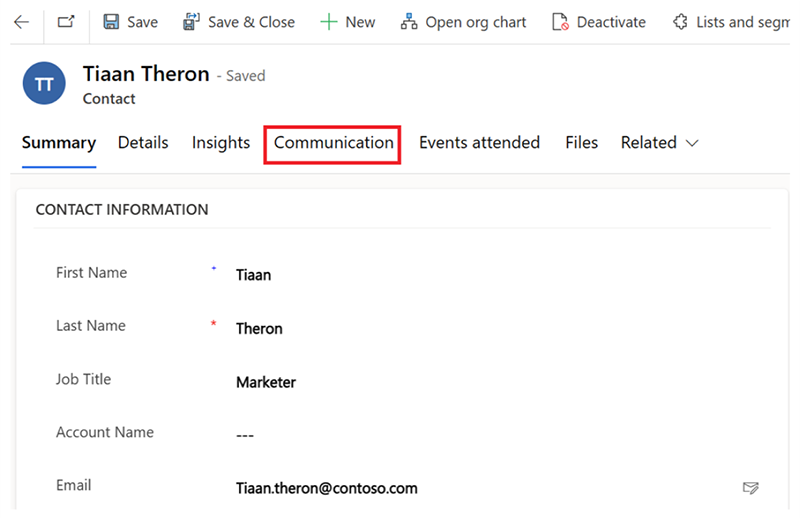 Save Save & Close New Open org chart Deactivate Lists and segm
TT
Tiaan Theron - Saved
Contact
Summary Details Insights Communication Events attended Files Related
CONTACT INFORMATION
First Name * Tiaan
Last Name * Theron
Job Title Marketer
Account Name ---
Email Tiaan.theron@contoso.com